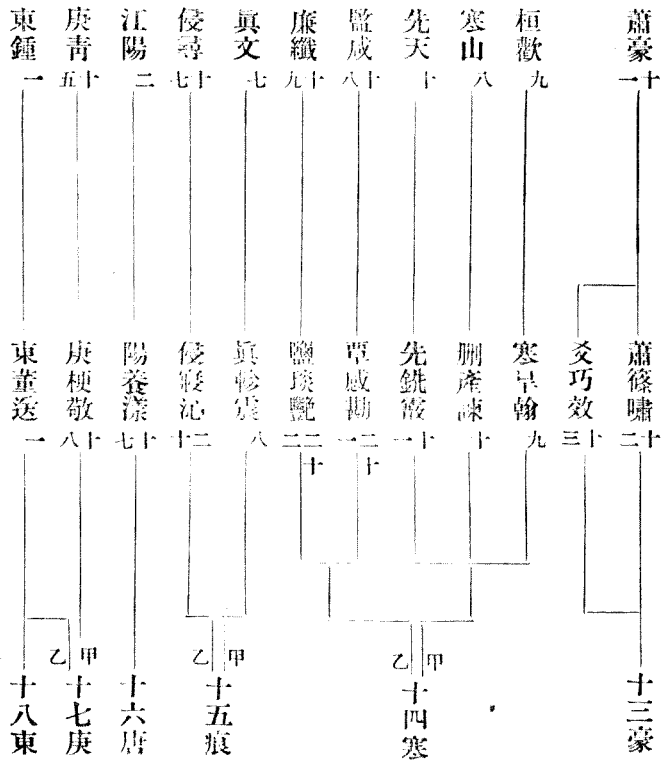 蕭豪十一
桓歡九
寒山八
先天十
監咸十八
廉纖十九
眞文七
侵尋十七
江陽二
庚青十五
東鍾一
蕭篠嘯十二
爻巧效十三
寒旱翰九
刪產諫十
先銑霰十一
覃感勘二十一
鹽琰豔二十二
眞軫震八
侵寢沁二十
陽養漾十七
庚梗敬十八
東董送一
十三豪
甲
乙
十四寒
甲
乙
十五痕
十六唐
甲
乙
十七庚
十八東